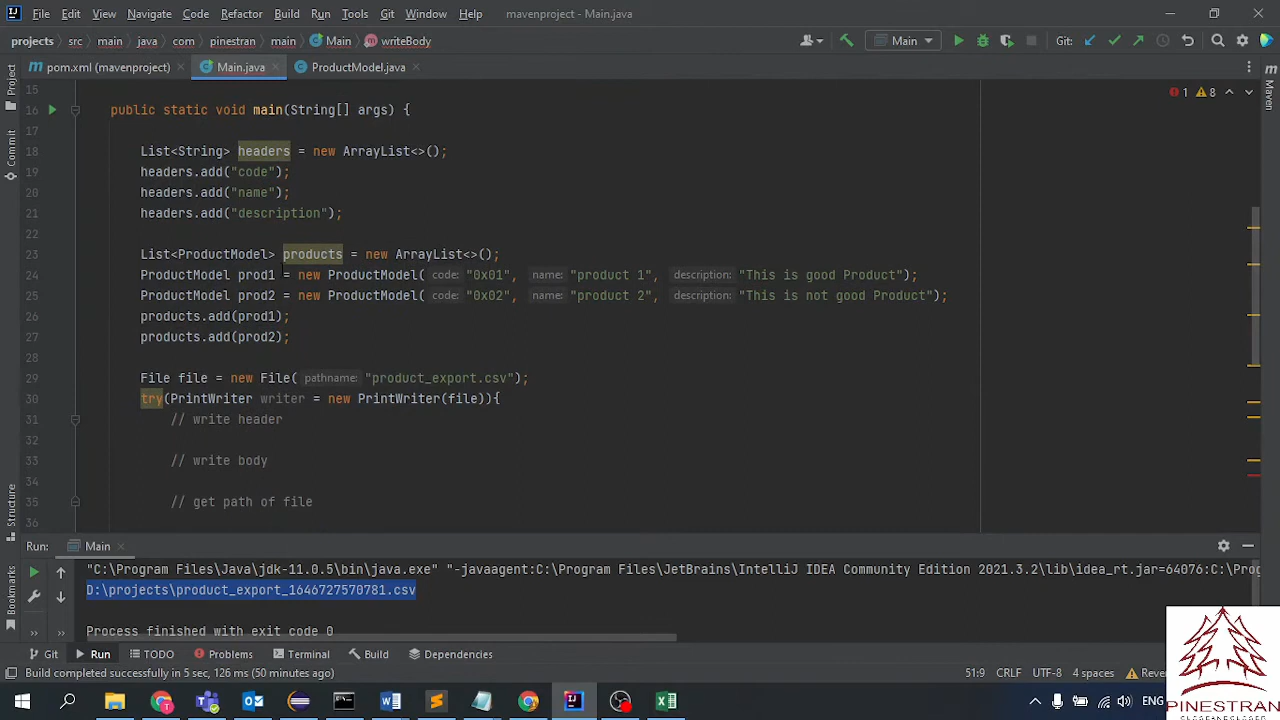 File Edit View Navigate Code Refactor Build Run Tools Git Window Help mavenproject - Main.java
projects src main java com pinestran main Main writeBody Main Git:
pom.xml (mavenproject) Main.java ProductModel.java
Project
Commit
Structure
Bookmarks
Maven
1 8
15
16 public static void main(String[] args) {
17
18 List<String> headers = new ArrayList<>();
19 headers.add("code");
20 headers.add("name");
21 headers.add("description");
22
23 List<ProductModel> products = new ArrayList<>();
24 ProductModel prod1 = new ProductModel( code: "0x01", name: "product 1", description: "This is good Product");
25 ProductModel prod2 = new ProductModel( code: "0x02", name: "product 2", description: "This is not good Product");
26 products.add(prod1);
27 products.add(prod2);
28
29 File file = new File( pathname: "product_export.csv");
30 try(PrintWriter writer = new PrintWriter(file)){
31 // write header
32
33 // write body
34
35 // get path of file
36
Run: Main
"C:\Program Files\Java\jdk-11.0.5\bin\java.exe" "-javaagent:C:\Program Files\JetBrains\IntelliJ IDEA Community Edition 2021.3.2\lib\idea_rt.jar=64076:C:\Prog
D:\projects\product_export_1646727570781.csv
Process finished with exit code 0
Git Run TODO Problems Terminal Build Dependencies
Build completed successfully in 5 sec, 126 ms (50 minutes ago) 51:9 CRLF UTF-8 4 spaces
ENG
PINESTRAN